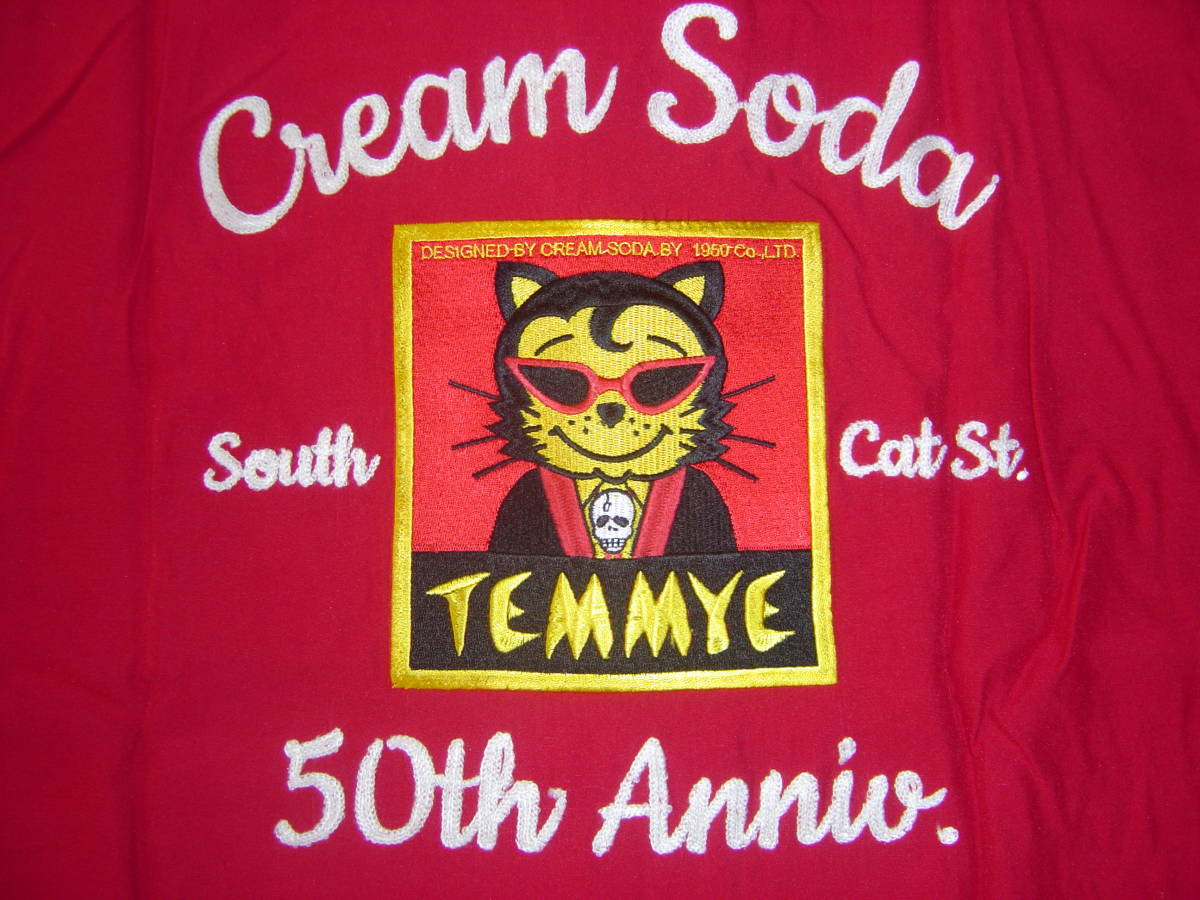 Cream Soda
DESIGNED BY CREAM-SODA BY 1950 Co.,LTD.
South
Cat St.
TEMMYE
50th Anniv.